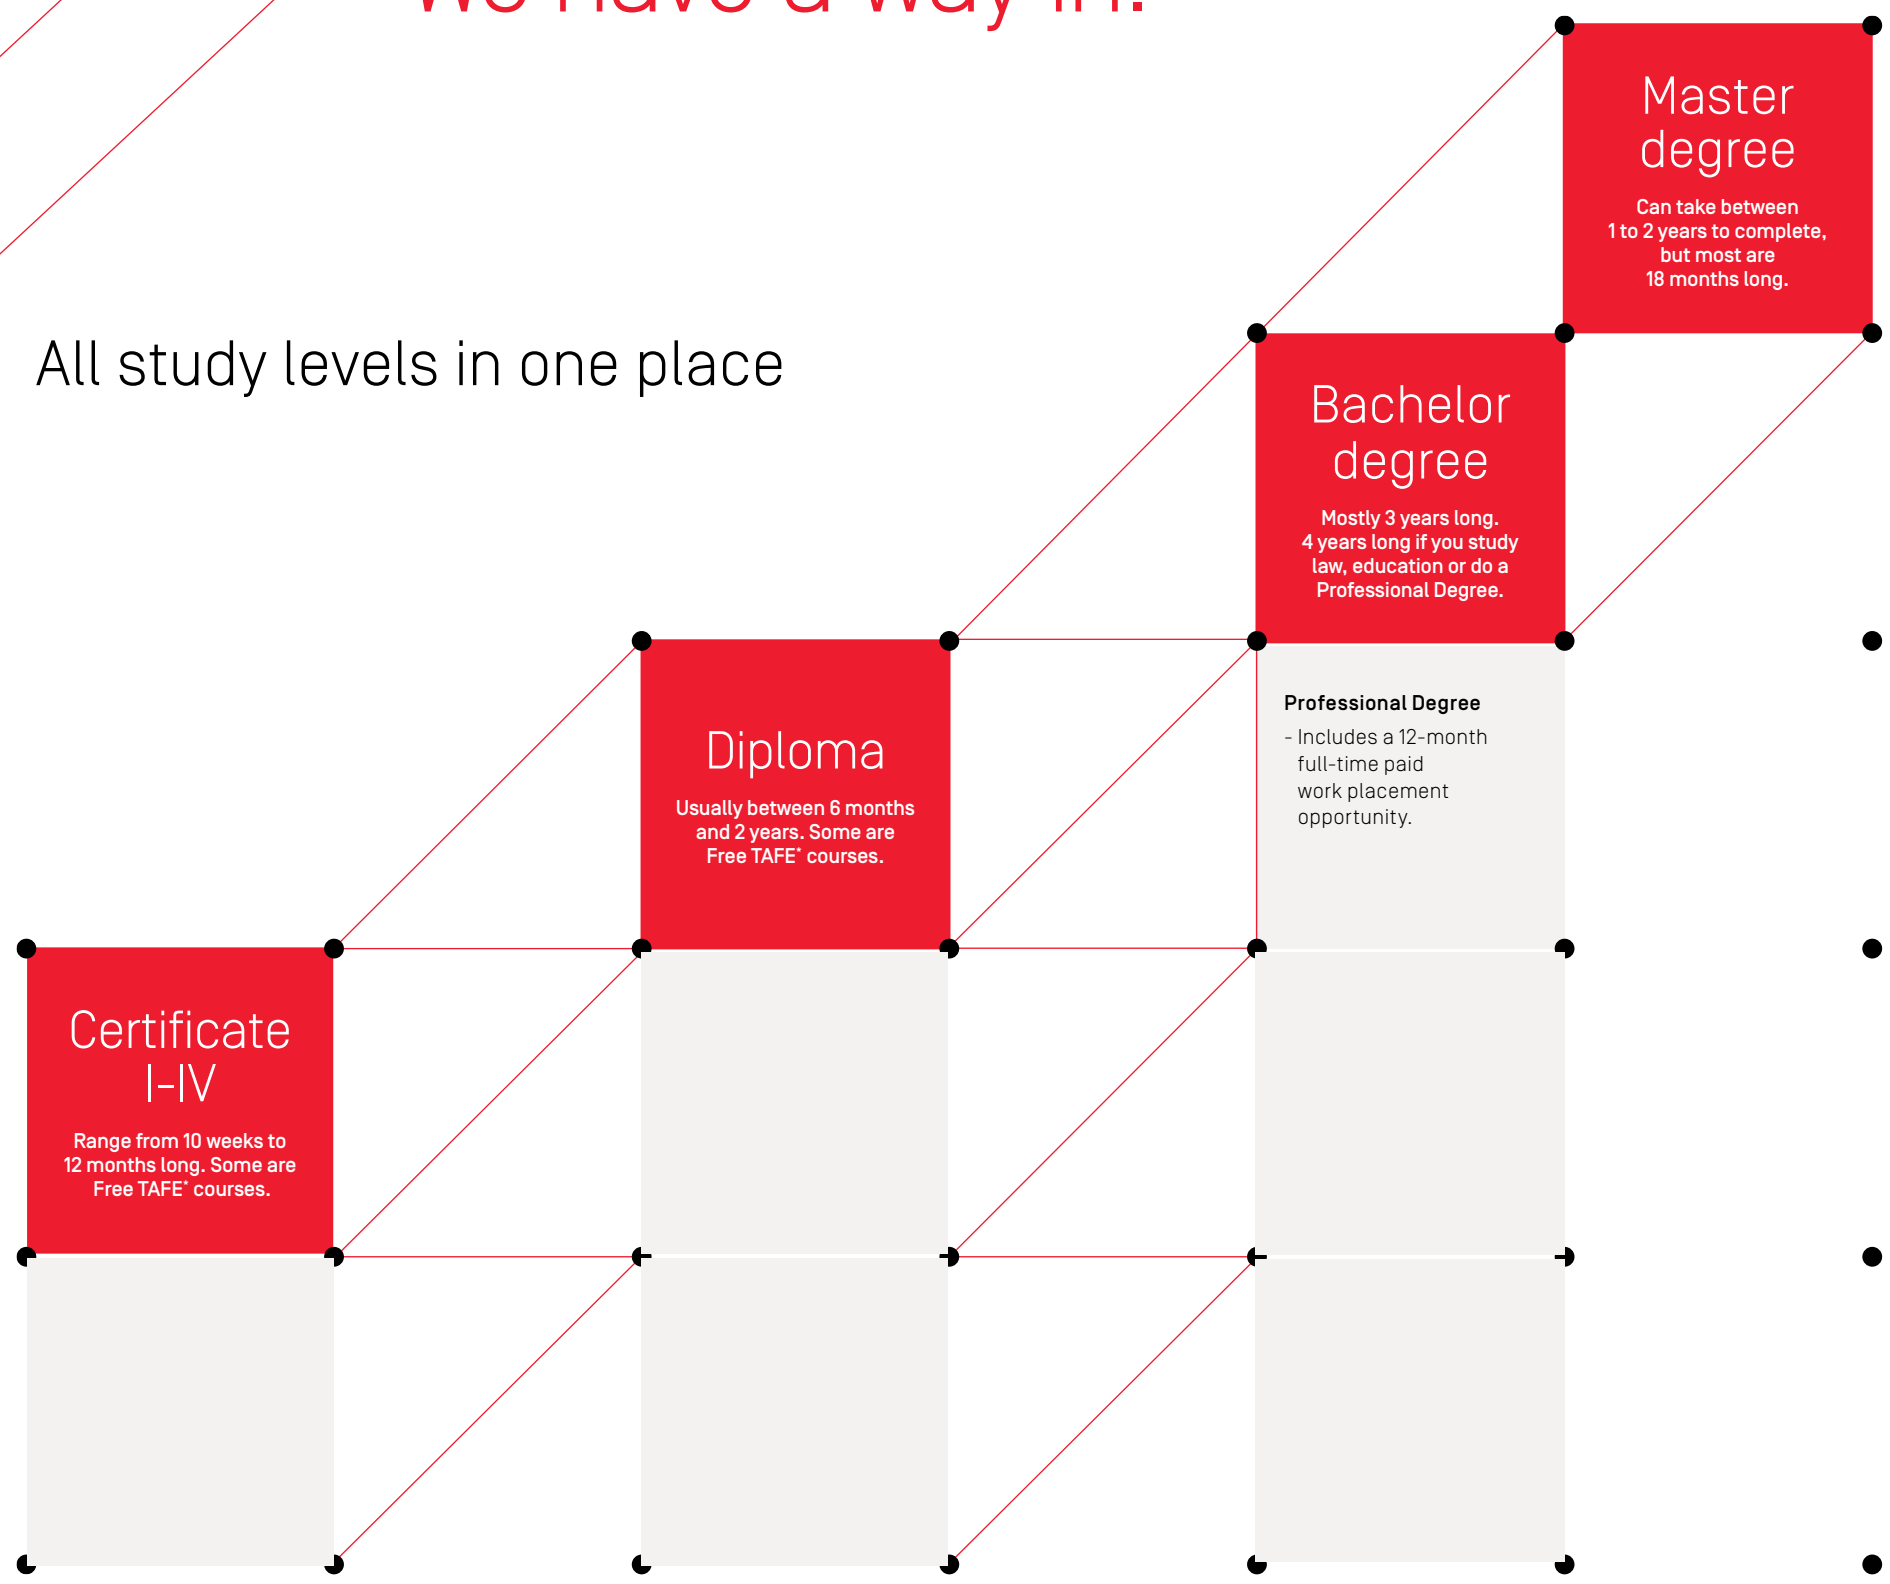 we have a way in.
All study levels in one place
Master
degree
Can take between
1 to 2 years to complete,
but most are
18 months long.
Bachelor
degree
Mostly 3 years long.
4 years long if you study
law, education or do a
Professional Degree.
Professional Degree
- Includes a 12-month
full-time paid
work placement
opportunity.
Diploma
Usually between 6 months
and 2 years. Some are
Free TAFE* courses.
Certificate
I-IV
Range from 10 weeks to
12 months long. Some are
Free TAFE* courses.